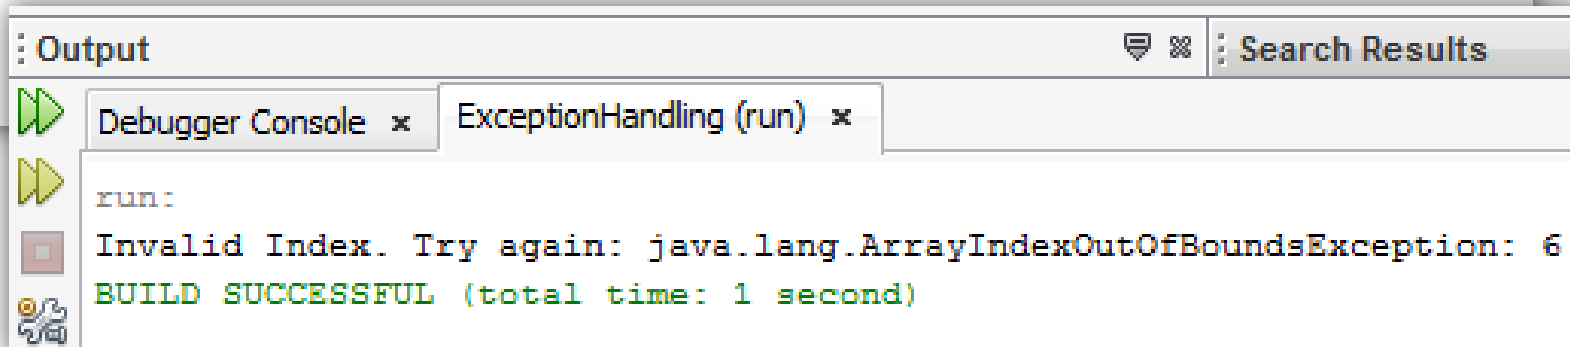 Output
Search Results
Debugger Console
ExceptionHandling (run)
run:
Invalid Index. Try again: java.lang.ArrayIndexOutOfBoundsException: 6
BUILD SUCCESSFUL (total time: 1 second)